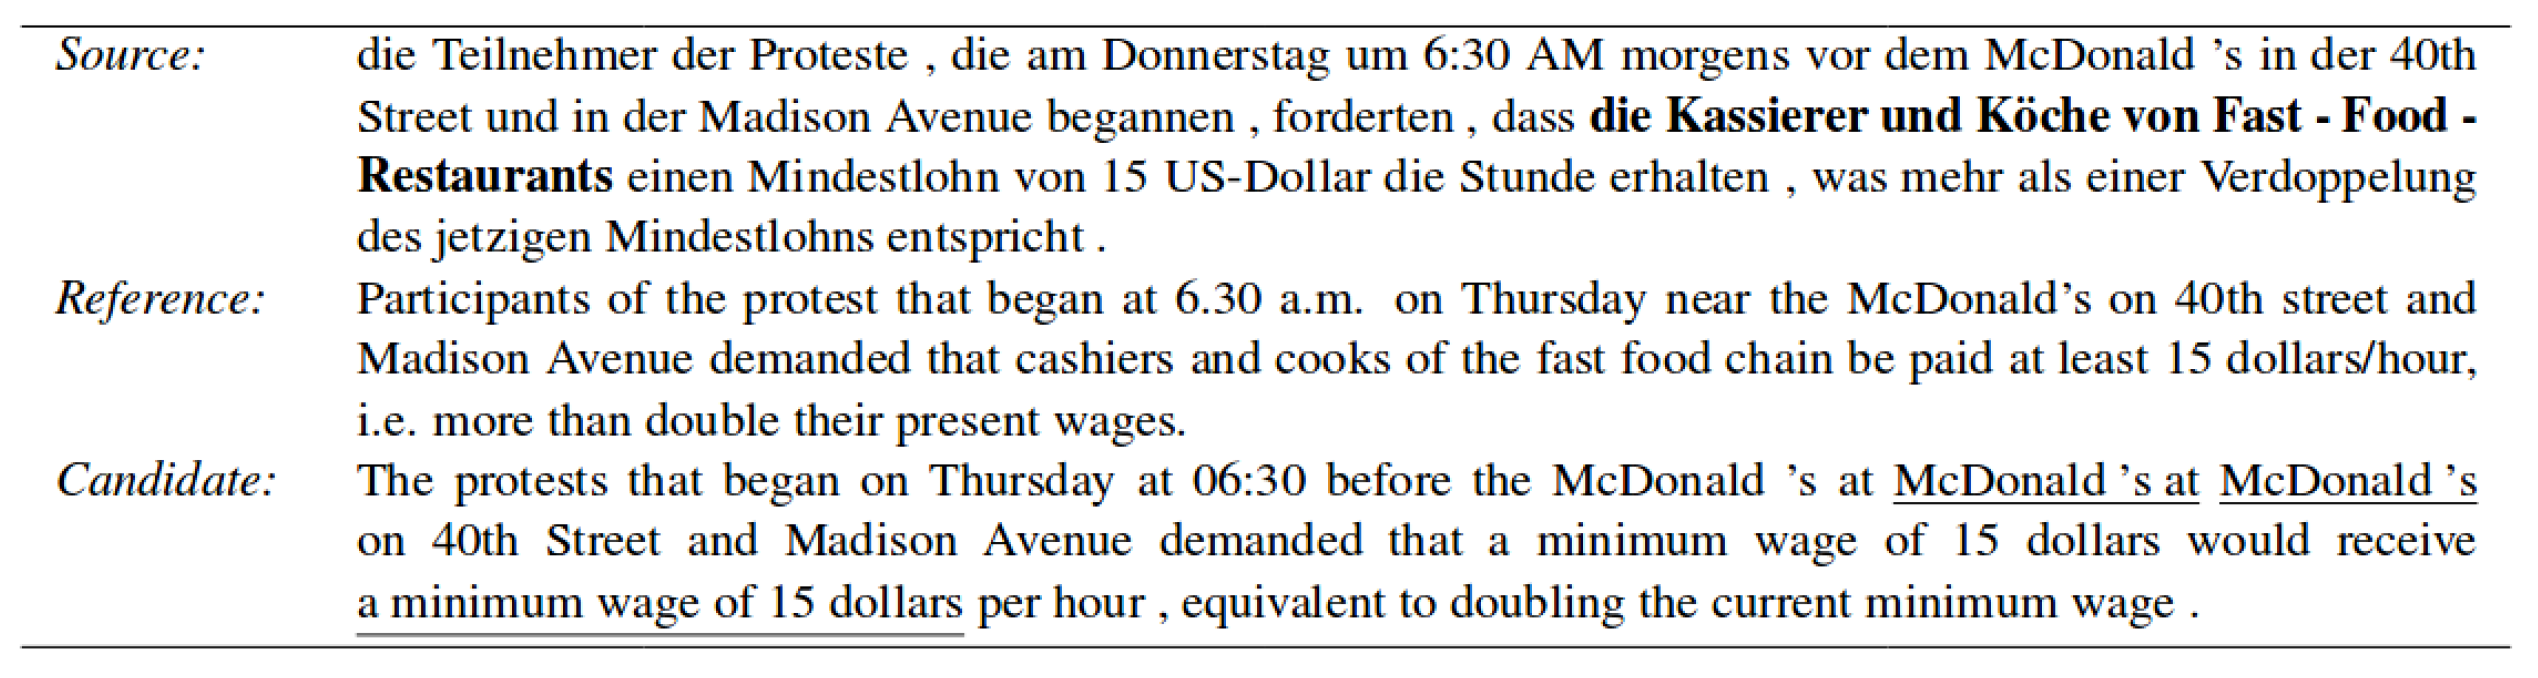 Source: die Teilnehmer der Proteste , die am Donnerstag um 6:30 AM morgens vor dem McDonald ’s in der 40th
Street und in der Madison Avenue begannen , forderten , dass die Kassierer und Köche von Fast - Food -
Restaurants einen Mindestlohn von 15 US-Dollar die Stunde erhalten , was mehr als einer Verdoppelung
des jetzigen Mindestlohns entspricht .
Reference: Participants of the protest that began at 6.30 a.m. on Thursday near the McDonald’s on 40th street and
Madison Avenue demanded that cashiers and cooks of the fast food chain be paid at least 15 dollars/hour,
i.e. more than double their present wages.
Candidate: The protests that began on Thursday at 06:30 before the McDonald ’s at McDonald ’s at McDonald ’s
on 40th Street and Madison Avenue demanded that a minimum wage of 15 dollars would receive
a minimum wage of 15 dollars per hour , equivalent to doubling the current minimum wage .